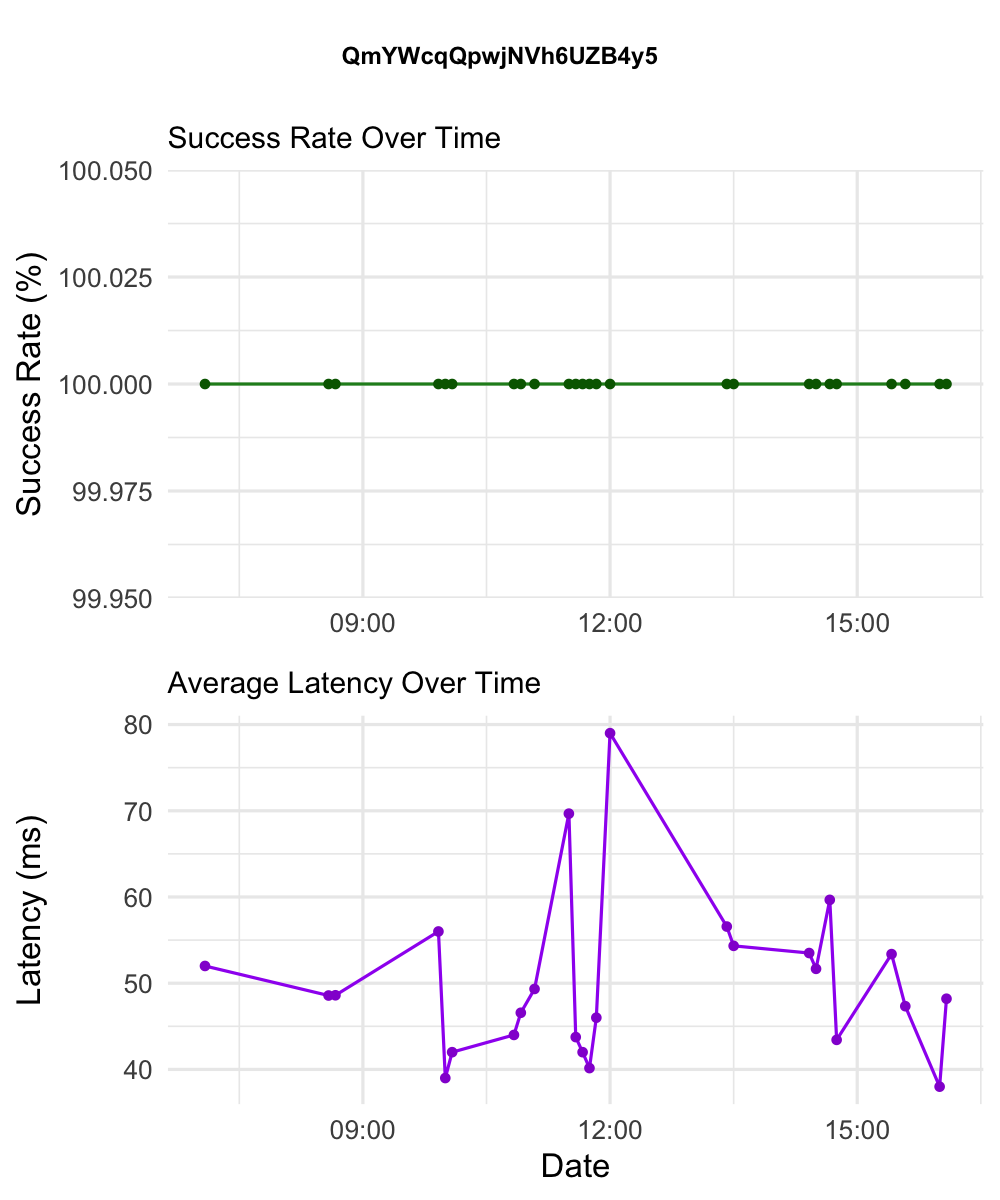 QmYWcqQpwjNVh6UZB4y5
Success Rate Over Time
100.050
100.025
100.000
99.975
99.950
Success Rate (%)
09:00 12:00 15:00
Average Latency Over Time
80
70
60
50
40
Latency (ms)
09:00 12:00 15:00
Date